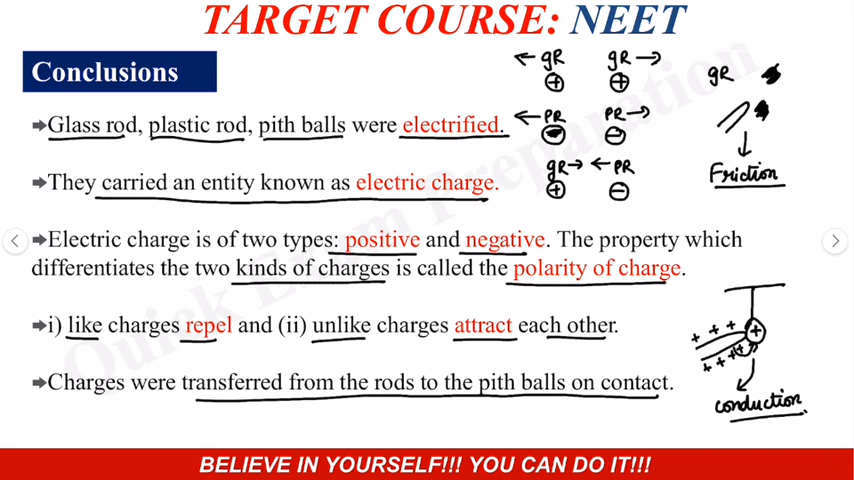 TARGET COURSE: NEET
Conclusions
➔Glass rod, plastic rod, pith balls were electrified.
➔They carried an entity known as electric charge.
➔Electric charge is of two types: positive and negative. The property which
differentiates the two kinds of charges is called the polarity of charge.
➔i) like charges repel and (ii) unlike charges attract each other.
➔Charges were transferred from the rods to the pith balls on contact.
← gR gR →
+ +
← PR PR →
− −
gR → ← PR
+ −
gR
Friction
+ + + +
+ + + +
conduction
Quick Exam Preparation
BELIEVE IN YOURSELF!!! YOU CAN DO IT!!!